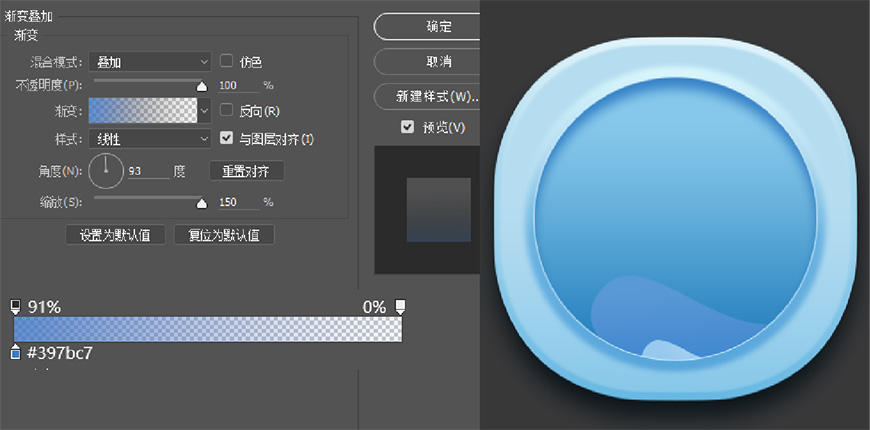 渐变叠加
渐变
混合模式: 叠加 仿色
不透明度(P): 100 %
渐变: 反向(R)
样式: 线性 与图层对齐(I)
角度(N): 93 度 重置对齐
缩放(S): 150 %
设置为默认值 复位为默认值
91% 0%
#397bc7
确定
取消
新建样式(W)...
预览(V)